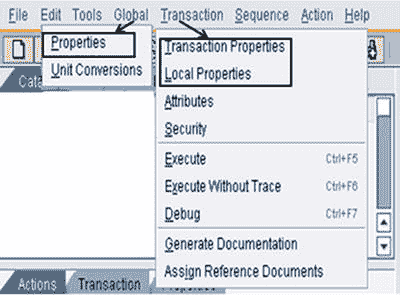 File Edit Tools Global Transaction Sequence Action Help
Properties
Unit Conversions
Transaction Properties
Local Properties
Attributes
Security
Execute Ctrl+F5
Execute Without Trace Ctrl+F6
Debug Ctrl+F7
Generate Documentation
Assign Reference Documents
Actions Transaction